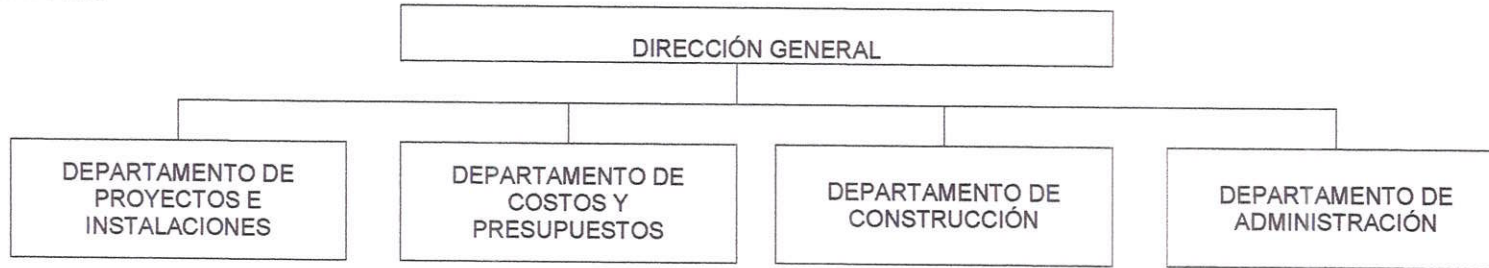 DIRECCIÓN GENERAL
DEPARTAMENTO DE
PROYECTOS E
INSTALACIONES
DEPARTAMENTO DE
COSTOS Y
PRESUPUESTOS
DEPARTAMENTO DE
CONSTRUCCIÓN
DEPARTAMENTO DE
ADMINISTRACIÓN